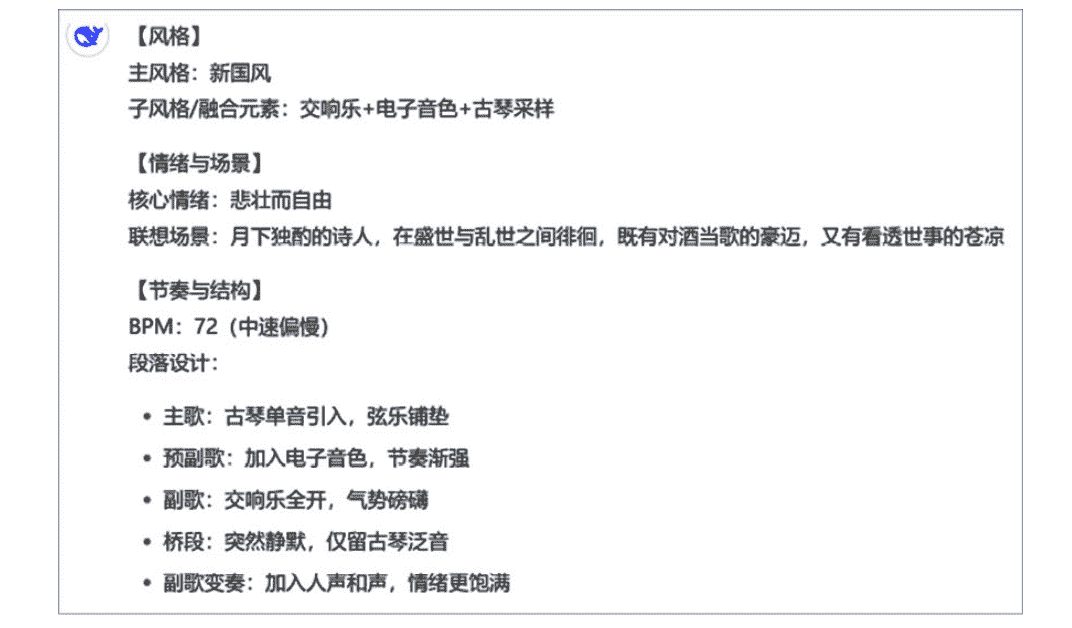 【风格】
主风格：新国风
子风格/融合元素：交响乐+电子音色+古琴采样
【情绪与场景】
核心情绪：悲壮而自由
联想场景：月下独酌的诗人，在盛世与乱世之间徘徊，既有对酒当歌的豪迈，又有看透世事的苍凉
【节奏与结构】
BPM：72（中速偏慢）
段落设计：
• 主歌：古琴单音引入，弦乐铺垫
• 预副歌：加入电子音色，节奏渐强
• 副歌：交响乐全开，气势磅礴
• 桥段：突然静默，仅留古琴泛音
• 副歌变奏：加入人声和声，情绪更饱满